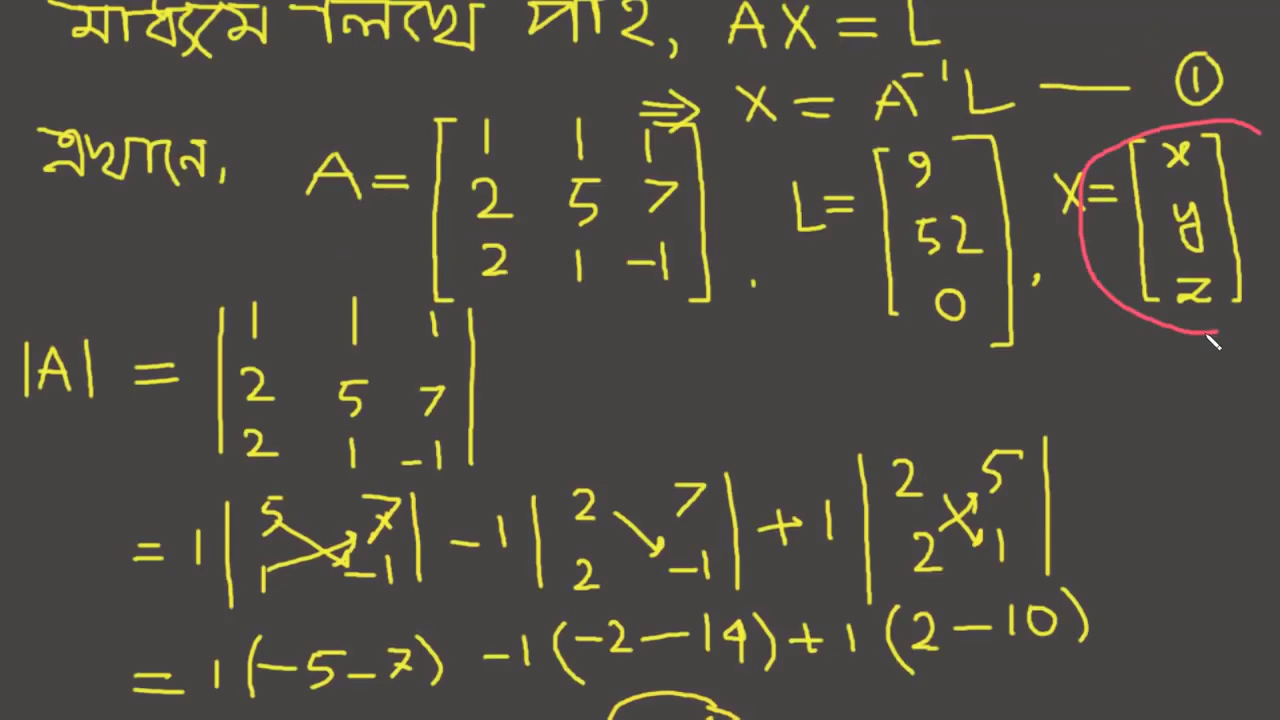 মাধ্যমে লিখে পাই, AX = L
⇒ X = A⁻¹L —— ①
এখানে, A = [1 1 1; 2 5 7; 2 1 -1], L = [9; 52; 0], X = [x; y; z]
|A| = |1 1 1; 2 5 7; 2 1 -1|
= 1 |5 7; 1 -1| - 1 |2 7; 2 -1| + 1 |2 5; 2 1|
= 1 (-5-7) -1 (-2-14) + 1 (2-10)